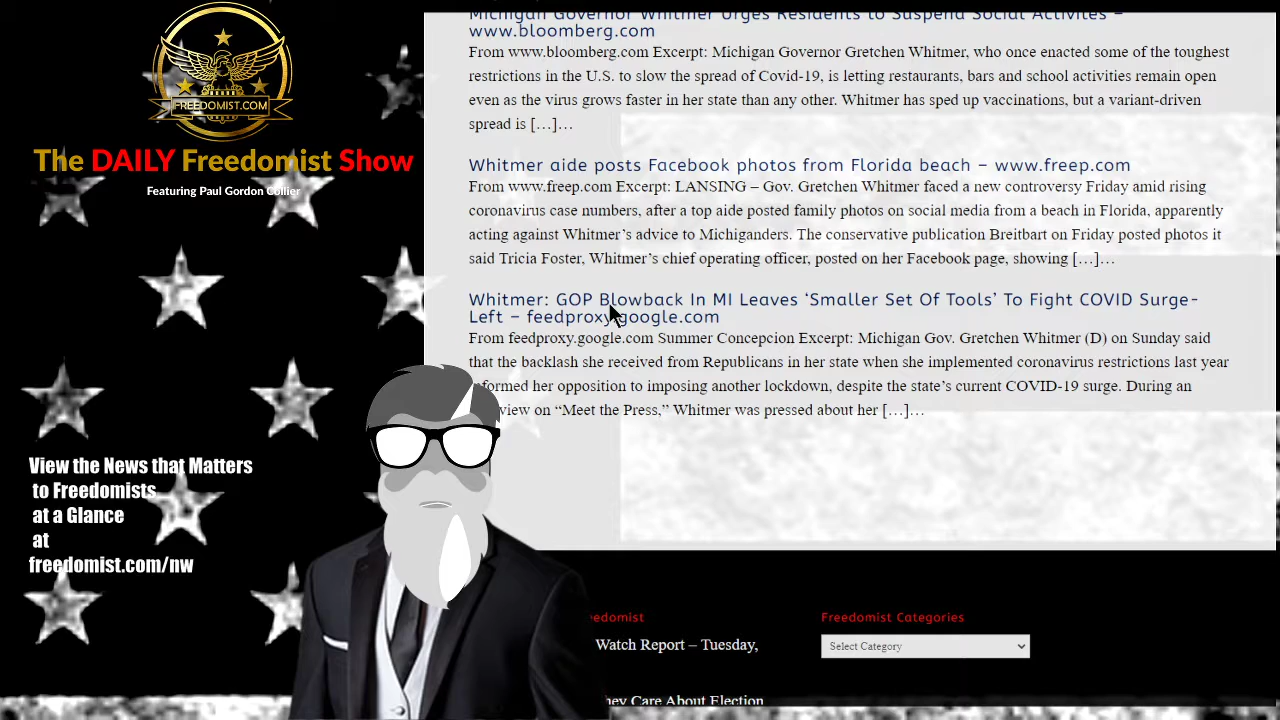 FREEDOMIST.COM
The DAILY Freedomist Show
Featuring Paul Gordon Collier
View the News that Matters
to Freedomists
at a Glance
at
freedomist.com/nw
Michigan Governor Whitmer Urges Residents to Suspend Social Activites –
www.bloomberg.com
From www.bloomberg.com Excerpt: Michigan Governor Gretchen Whitmer, who once enacted some of the toughest
restrictions in the U.S. to slow the spread of Covid-19, is letting restaurants, bars and school activities remain open
even as the virus grows faster in her state than any other. Whitmer has sped up vaccinations, but a variant-driven
spread is […]…
Whitmer aide posts Facebook photos from Florida beach – www.freep.com
From www.freep.com Excerpt: LANSING – Gov. Gretchen Whitmer faced a new controversy Friday amid rising
coronavirus case numbers, after a top aide posted family photos on social media from a beach in Florida, apparently
acting against Whitmer’s advice to Michiganders. The conservative publication Breitbart on Friday posted photos it
said Tricia Foster, Whitmer’s chief operating officer, posted on her Facebook page, showing […]…
Whitmer: GOP Blowback In MI Leaves ‘Smaller Set Of Tools’ To Fight COVID Surge-
Left – feedproxy.google.com
From feedproxy.google.com Summer Concepcion Excerpt: Michigan Gov. Gretchen Whitmer (D) on Sunday said
that the backlash she received from Republicans in her state when she implemented coronavirus restrictions last year
formed her opposition to imposing another lockdown, despite the state’s current COVID-19 surge. During an
view on “Meet the Press,” Whitmer was pressed about her […]…
eedomist
Watch Report – Tuesday,
hey Care About Election
Freedomist Categories
Select Category